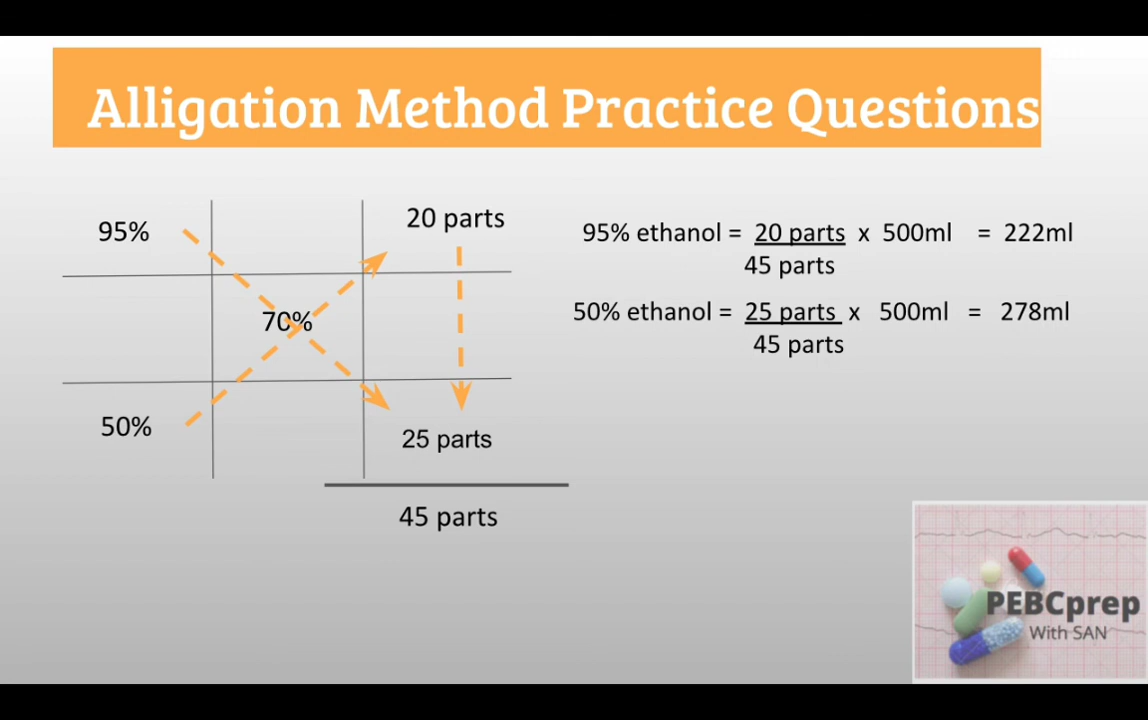 Alligation Method Practice Questions
95%
20 parts
70%
50%
25 parts
45 parts
95% ethanol = 20 parts x 500ml = 222ml
45 parts
50% ethanol = 25 parts x 500ml = 278ml
45 parts
PEBCprep
With SAN